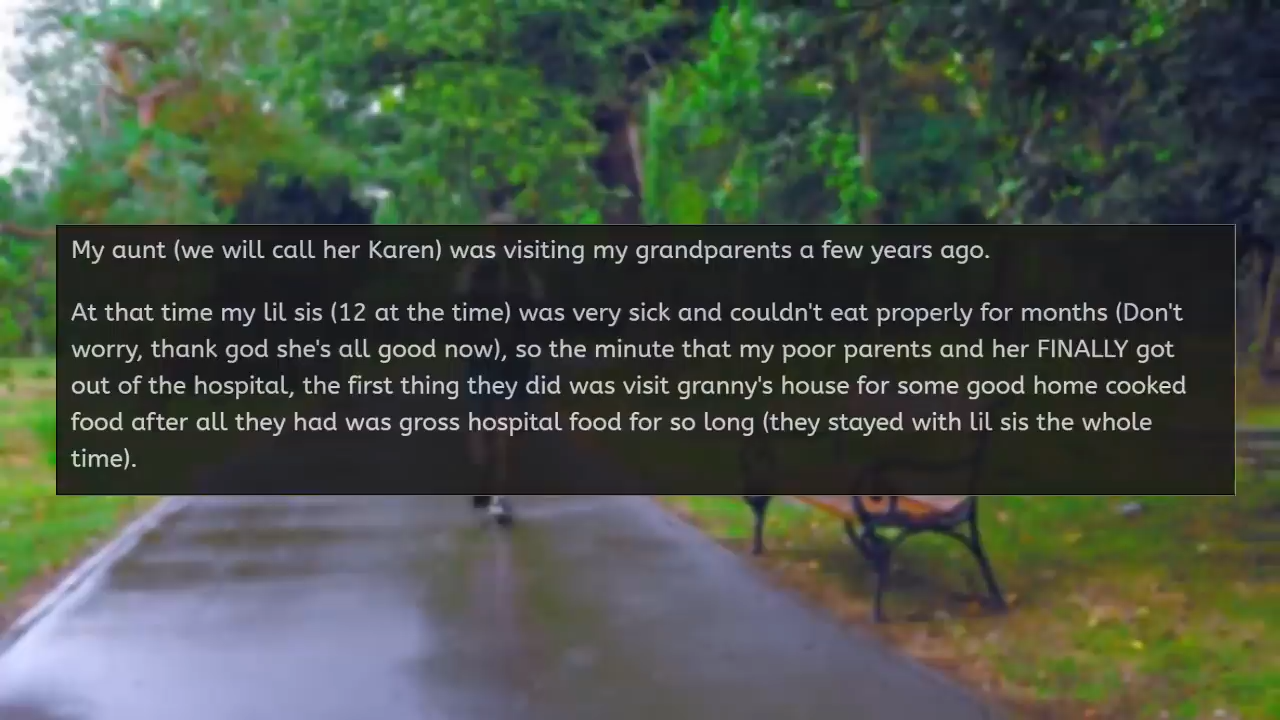 My aunt (we will call her Karen) was visiting my grandparents a few years ago.
At that time my lil sis (12 at the time) was very sick and couldn't eat properly for months (Don't
worry, thank god she's all good now), so the minute that my poor parents and her FINALLY got
out of the hospital, the first thing they did was visit granny's house for some good home cooked
food after all they had was gross hospital food for so long (they stayed with lil sis the whole
time).